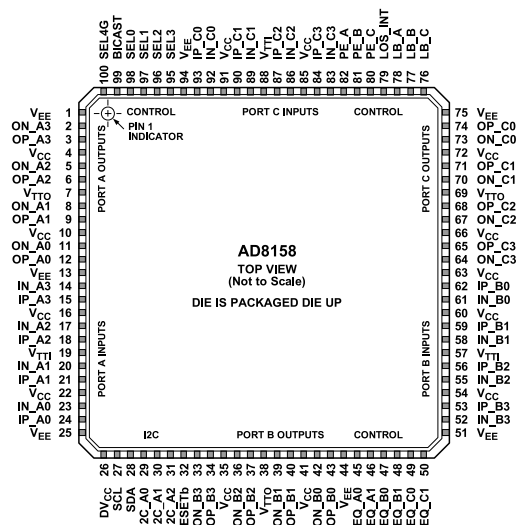 100 SEL4G
99 BICAST
98 SEL0
97 SEL1
96 SEL2
95 SEL3
94 VEE
93 IP_C0
92 IN_C0
91 VCC
90 IP_C1
89 IN_C1
88 VTTI
87 IP_C2
86 IN_C2
85 VCC
84 IP_C3
83 IN_C3
82 PE_A
81 PE_B
80 PE_C
79 LOS_INT
78 LB_A
77 LB_B
76 LB_C
VEE 1
ON_A3 2
OP_A3 3
VCC 4
ON_A2 5
OP_A2 6
VTTO 7
ON_A1 8
OP_A1 9
VCC 10
ON_A0 11
OP_A0 12
VEE 13
IN_A3 14
IP_A3 15
VCC 16
IN_A2 17
IP_A2 18
VTTI 19
IN_A1 20
IP_A1 21
VCC 22
IN_A0 23
IP_A0 24
VEE 25
CONTROL
PORT C INPUTS
CONTROL
PIN 1
INDICATOR
PORT A OUTPUTS
PORT C OUTPUTS
AD8158
TOP VIEW
(Not to Scale)
DIE IS PACKAGED DIE UP
PORT A INPUTS
PORT B INPUTS
I2C
PORT B OUTPUTS
CONTROL
75 VEE
74 OP_C0
73 ON_C0
72 VCC
71 OP_C1
70 ON_C1
69 VTTO
68 OP_C2
67 ON_C2
66 VCC
65 OP_C3
64 ON_C3
63 VCC
62 IP_B0
61 IN_B0
60 VCC
59 IP_B1
58 IN_B1
57 VTTI
56 IP_B2
55 IN_B2
54 VCC
53 IP_B3
52 IN_B3
51 VEE
DVCC 26
SCL 27
SDA 28
2C_A0 29
2C_A1 30
2C_A2 31
ESETb 32
ON_B3 33
OP_B3 34
VCC 35
ON_B2 36
OP_B2 37
VTTO 38
ON_B1 39
OP_B1 40
VCC 41
ON_B0 42
OP_B0 43
VEE 44
EQ_A0 45
EQ_A1 46
EQ_B0 47
EQ_B1 48
EQ_C0 49
EQ_C1 50